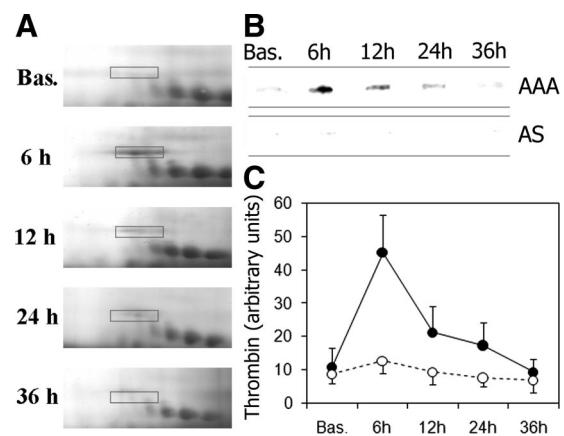 A
Bas.
6 h
12 h
24 h
36 h
B
Bas. 6h 12h 24h 36h
AAA
AS
C
Thrombin (arbitrary units)
60
50
40
30
20
10
0
Bas. 6h 12h 24h 36h